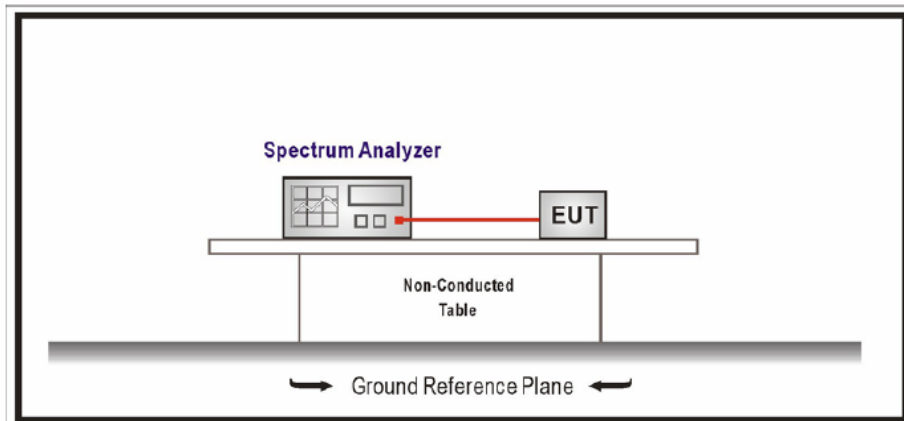 Spectrum Analyzer
EUT
Non-Conducted
Table
Ground Reference Plane